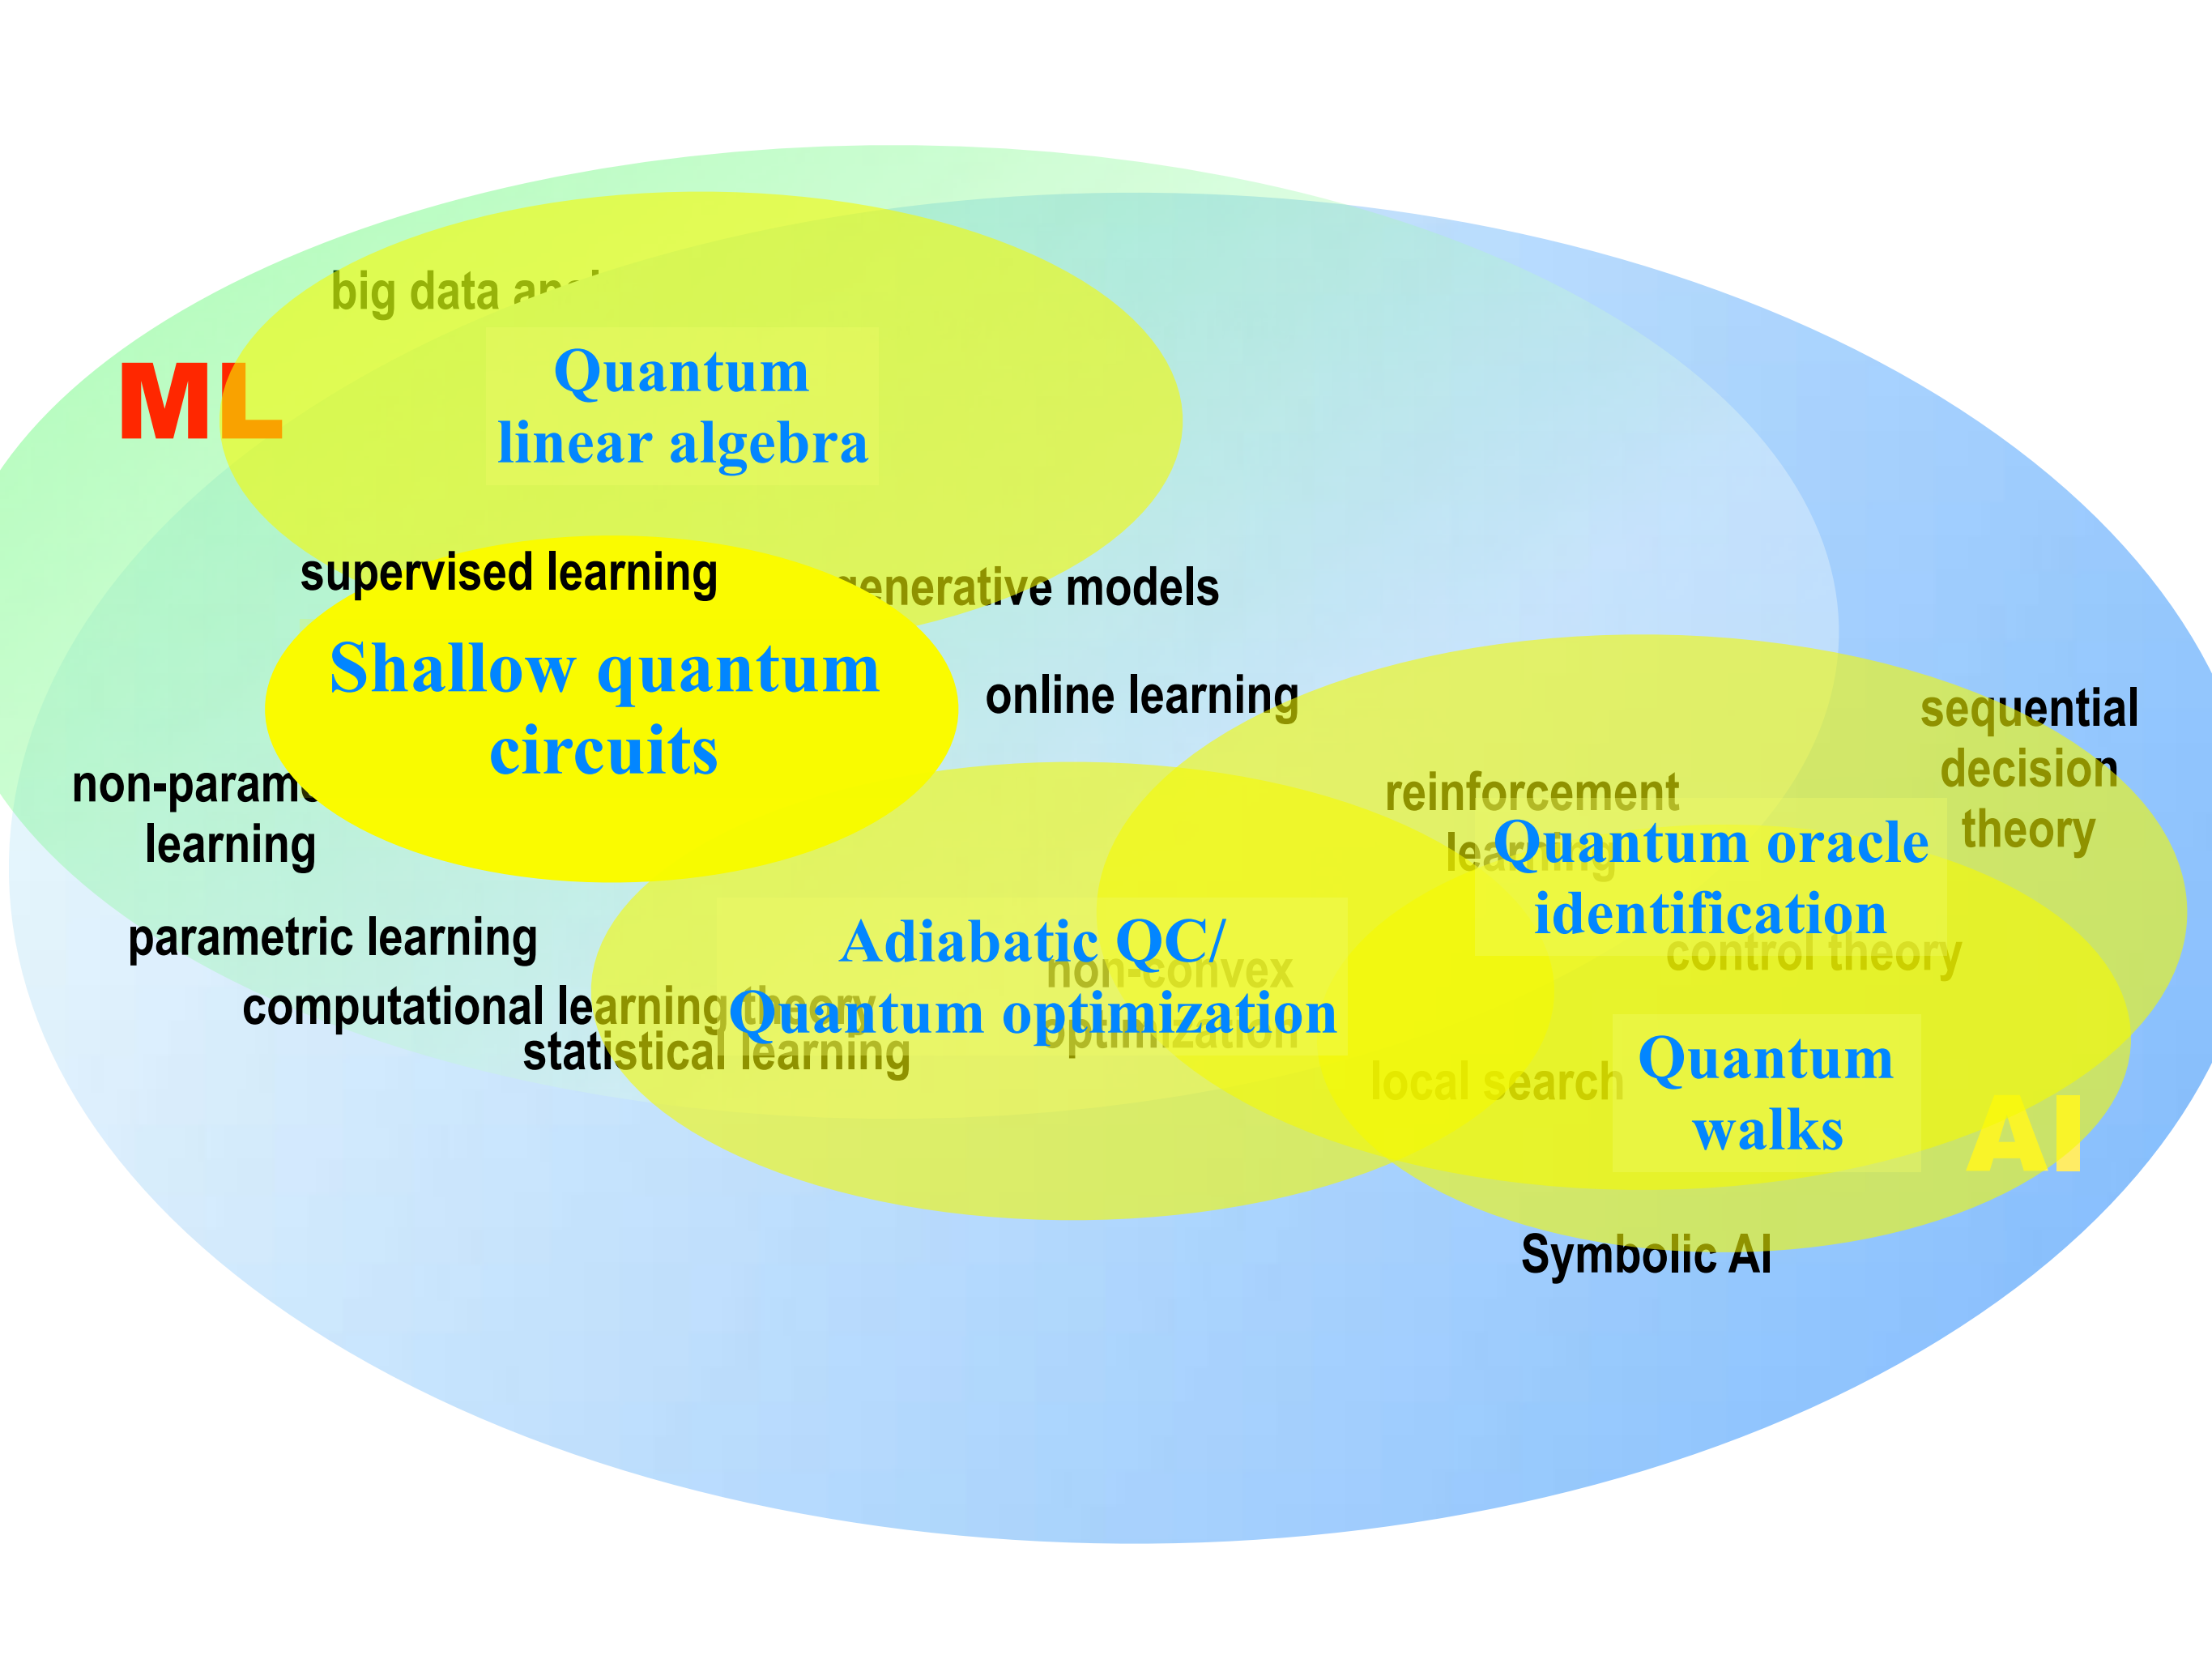 big data
ML
Quantum
linear algebra
supervised learning
generative models
Shallow quantum
circuits
online learning
sequential
decision
theory
non-parame
learning
reinforcement
learning
Quantum oracle
identification
control theory
parametric learning
Adiabatic QC/
Quantum optimization
non-convex
optimization
computational learning theory
statistical learning
local search
Quantum
walks
AI
Symbolic AI